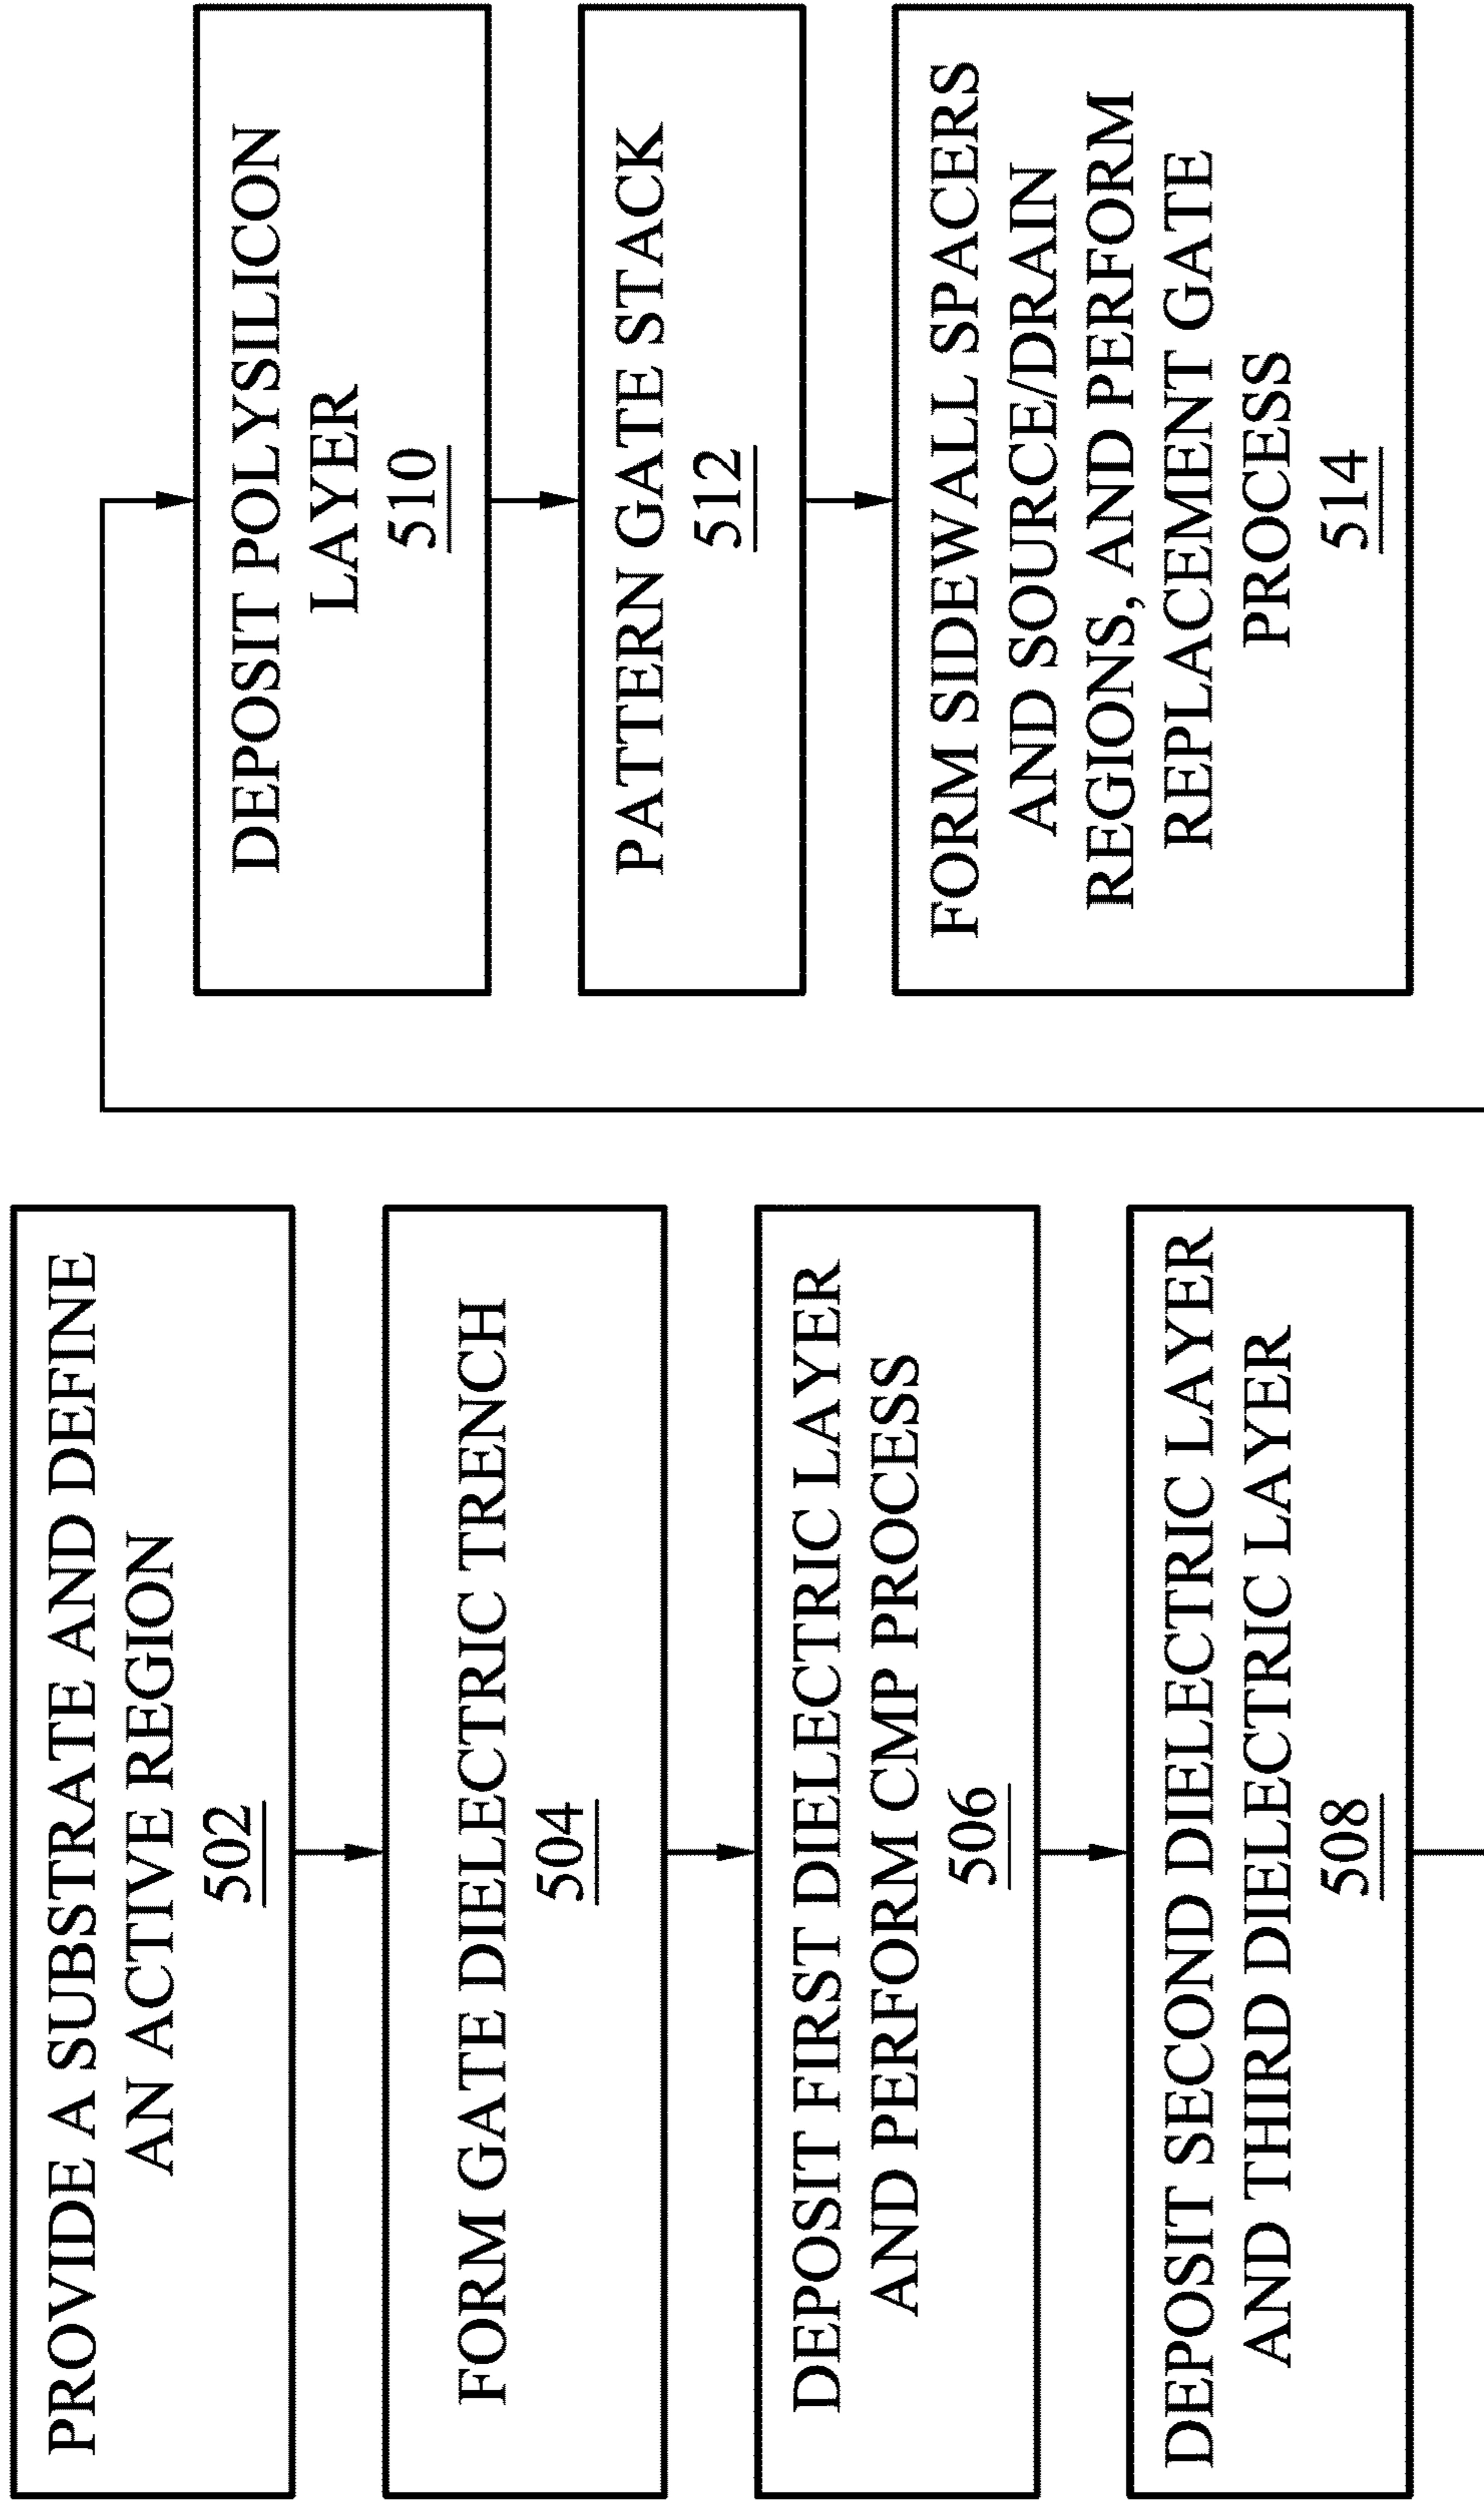 PROVIDE A SUBSTRATE AND DEFINE
AN ACTIVE REGION
502
FORM GATE DIELECTRIC TRENCH
504
DEPOSIT FIRST DIELECTRIC LAYER
AND PERFORM CMP PROCESS
506
DEPOSIT SECOND DIELECTRIC LAYER
AND THIRD DIELECTRIC LAYER
508
DEPOSIT POLYSILICON
LAYER
510
PATTERN GATE STACK
512
FORM SIDEWALL SPACERS
AND SOURCE/DRAIN
REGIONS, AND PERFORM
REPLACEMENT GATE
PROCESS
514